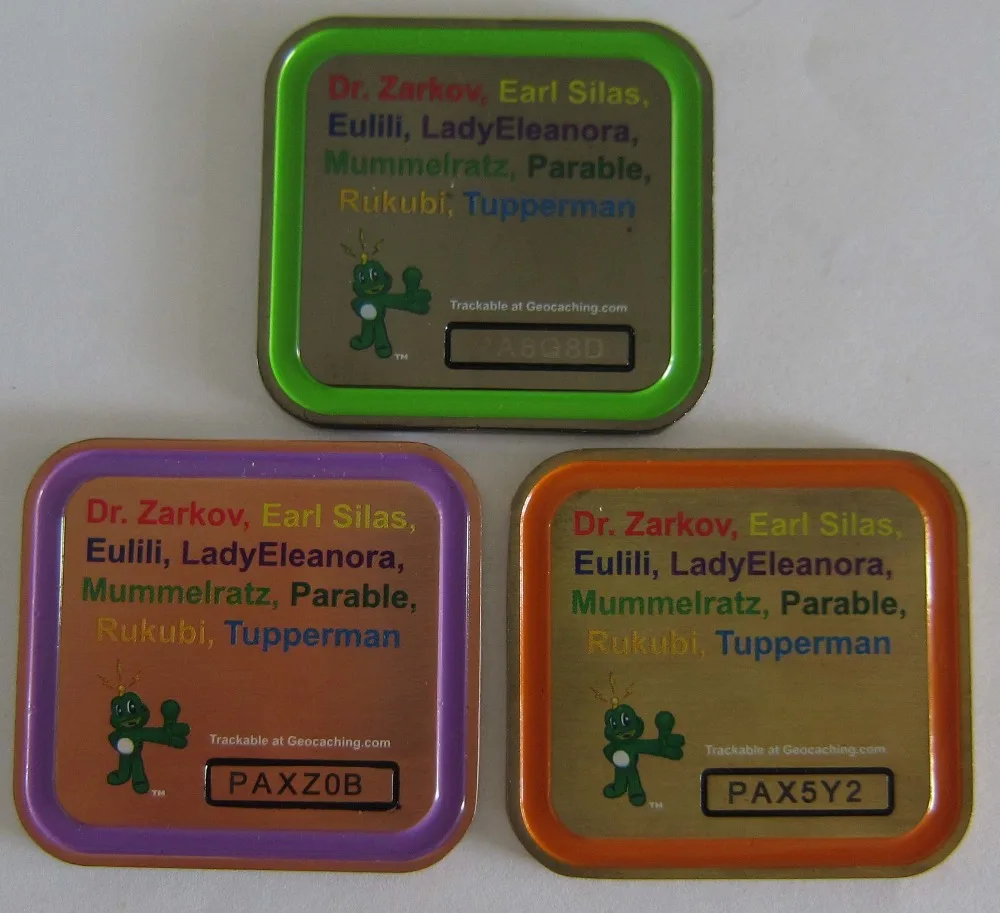 Dr. Zarkov, Earl Silas,
Eulili, LadyEleanora,
Mummelratz, Parable,
Rukubi, Tupperman
Trackable at Geocaching.com
TM
Dr. Zarkov, Earl Silas,
Eulili, LadyEleanora,
Mummelratz, Parable,
Rukubi, Tupperman
Trackable at Geocaching.com
PAXZ0B
TM
Dr. Zarkov, Earl Silas,
Eulili, LadyEleanora,
Mummelratz, Parable,
Rukubi, Tupperman
Trackable at Geocaching.com
PAX5Y2
TM